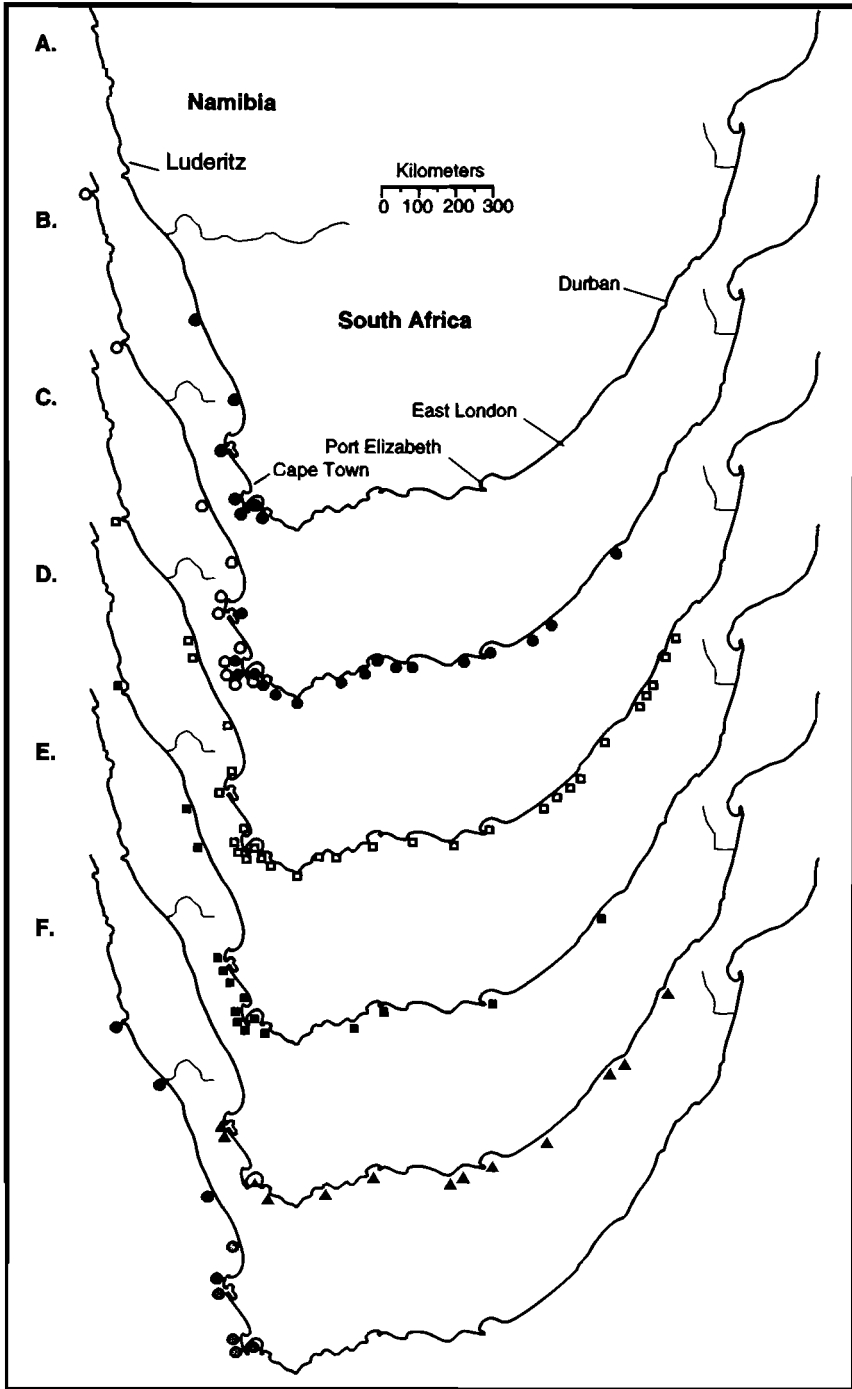 A.
Namibia
Luderitz
Kilometers
0 100 200 300
B.
Durban
South Africa
C.
East London
Port Elizabeth
Cape Town
D.
E.
F.